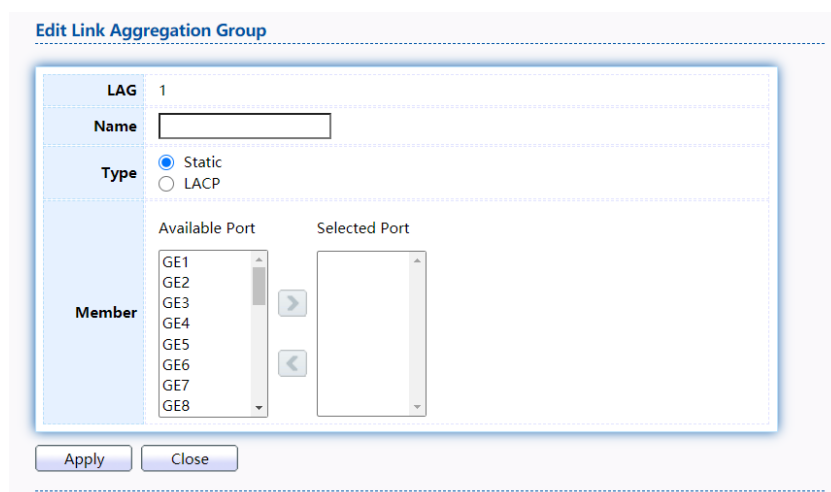 Edit Link Aggregation Group
LAG 1
Name
Type Static
LACP
Available Port Selected Port
Member
GE1
GE2
GE3
GE4
GE5
GE6
GE7
GE8
Apply Close